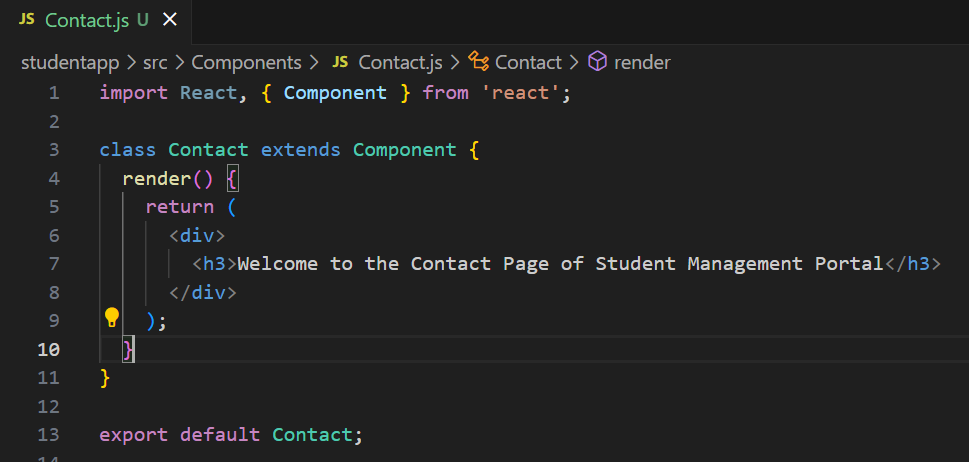 JS Contact.js U ×
studentapp > src > Components > JS Contact.js > Contact > render
1 import React, { Component } from 'react';
2
3 class Contact extends Component {
4   render() {
5     return (
6       <div>
7         <h3>Welcome to the Contact Page of Student Management Portal</h3>
8       </div>
9     );
10   }
11 }
12
13 export default Contact;
14